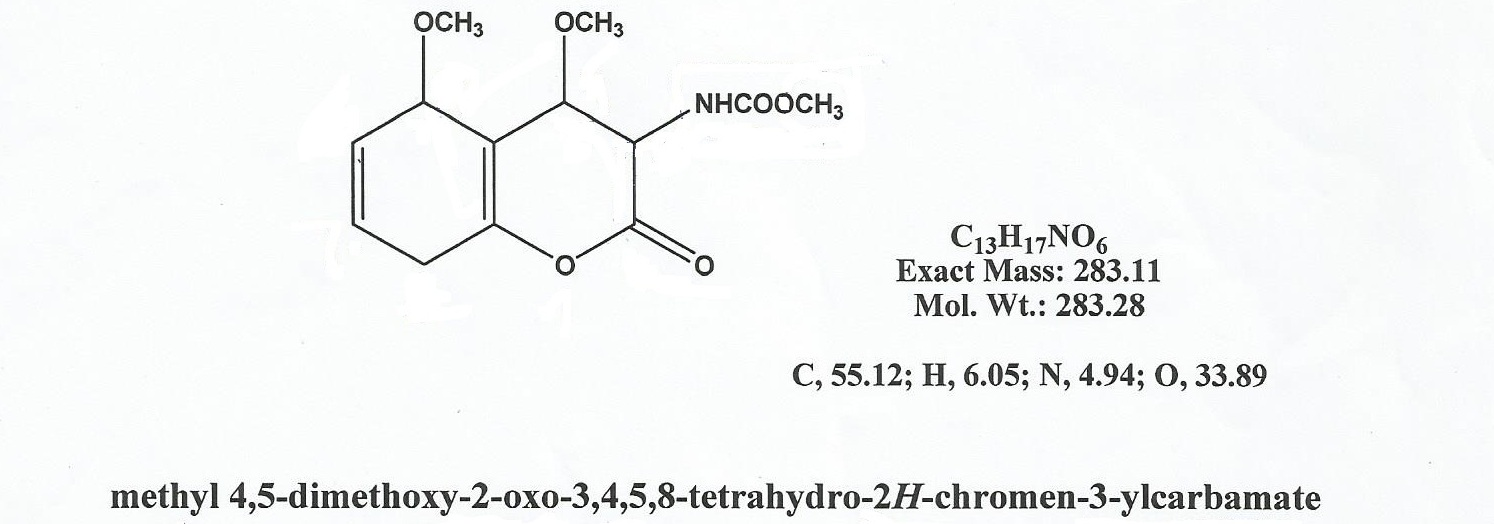 OCH3 OCH3
NHCOOCH3
O O
C13H17NO6
Exact Mass: 283.11
Mol. Wt.: 283.28
C, 55.12; H, 6.05; N, 4.94; O, 33.89
methyl 4,5-dimethoxy-2-oxo-3,4,5,8-tetrahydro-2H-chromen-3-ylcarbamate